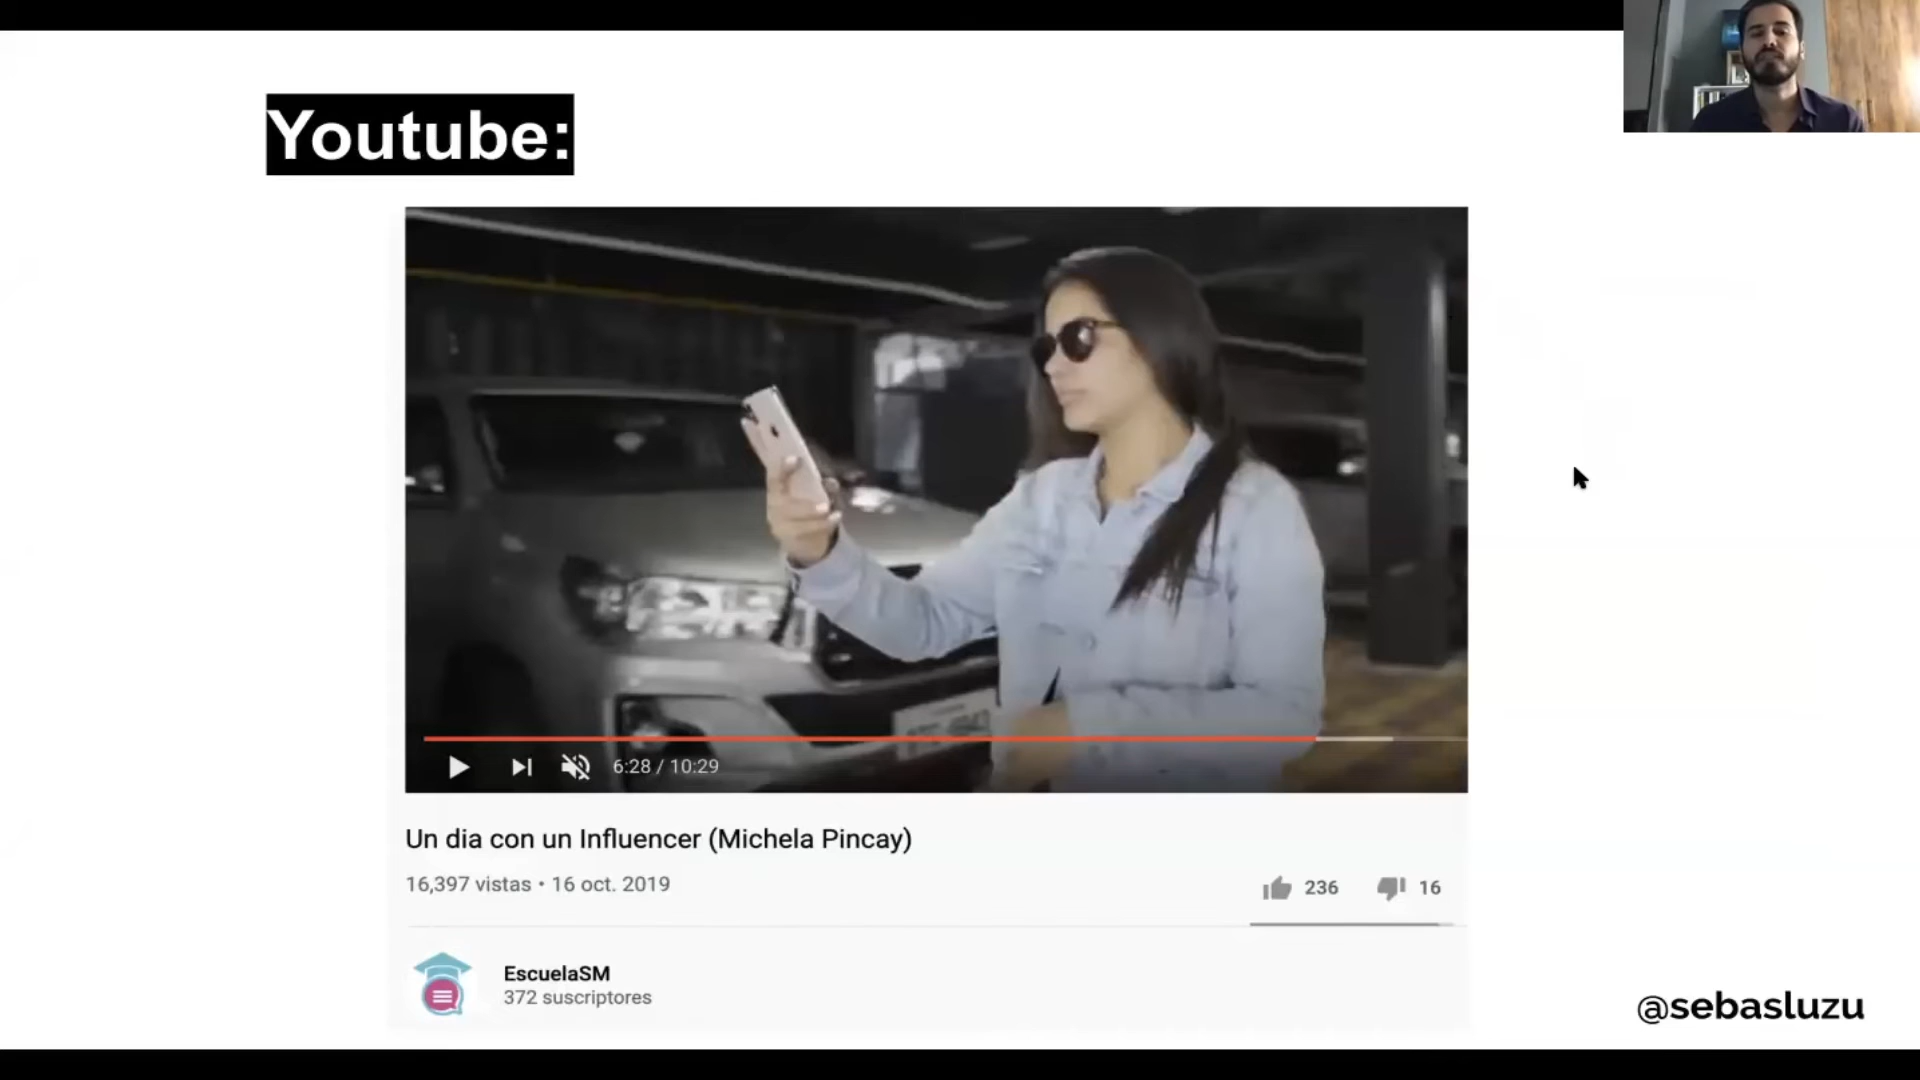 Youtube:
6:28 / 10:29
Un dia con un Influencer (Michela Pincay)
16,397 vistas • 16 oct. 2019
236
16
EscuelaSM
372 suscriptores
@sebasluzu